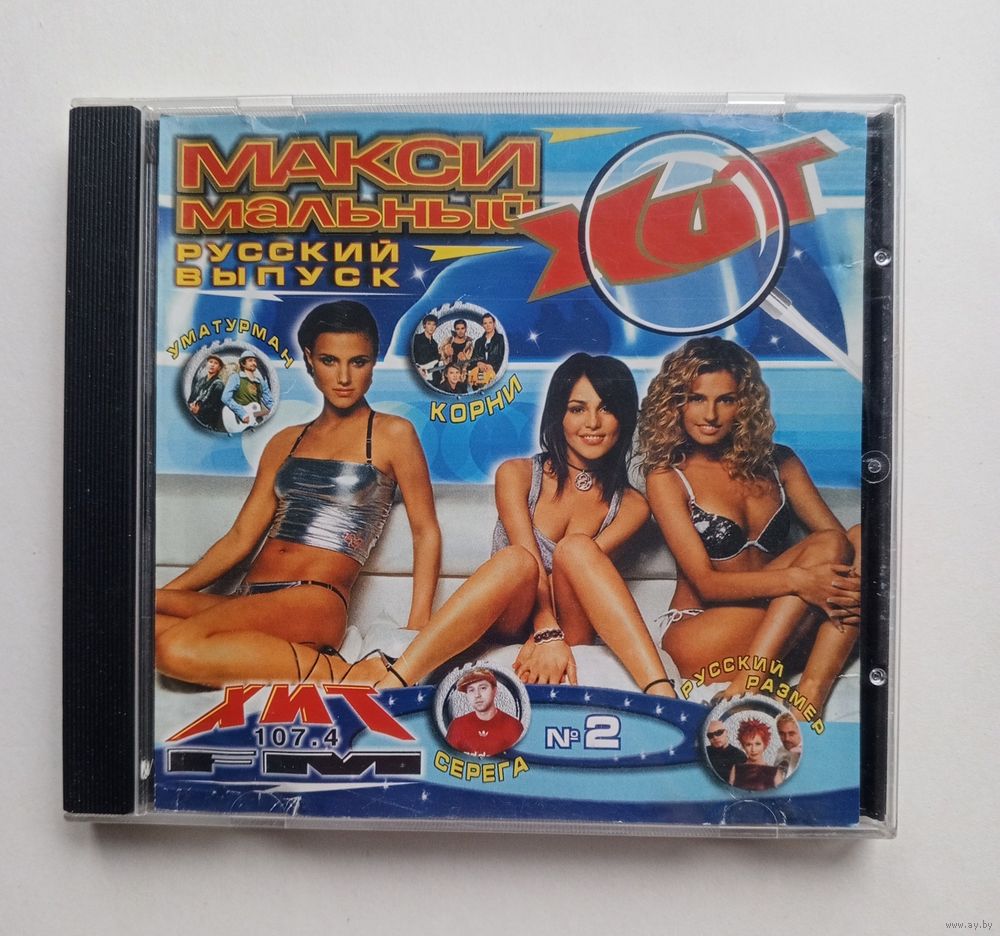 МАКСИ
мальный
ХИТ
РУССКИЙ
ВЫПУСК
УМАТУРМАН
КОРНИ
РУССКИЙ
РАЗМЕР
ХИТ
107.4
FM
СЕРЕГА
№2
www.ay.by